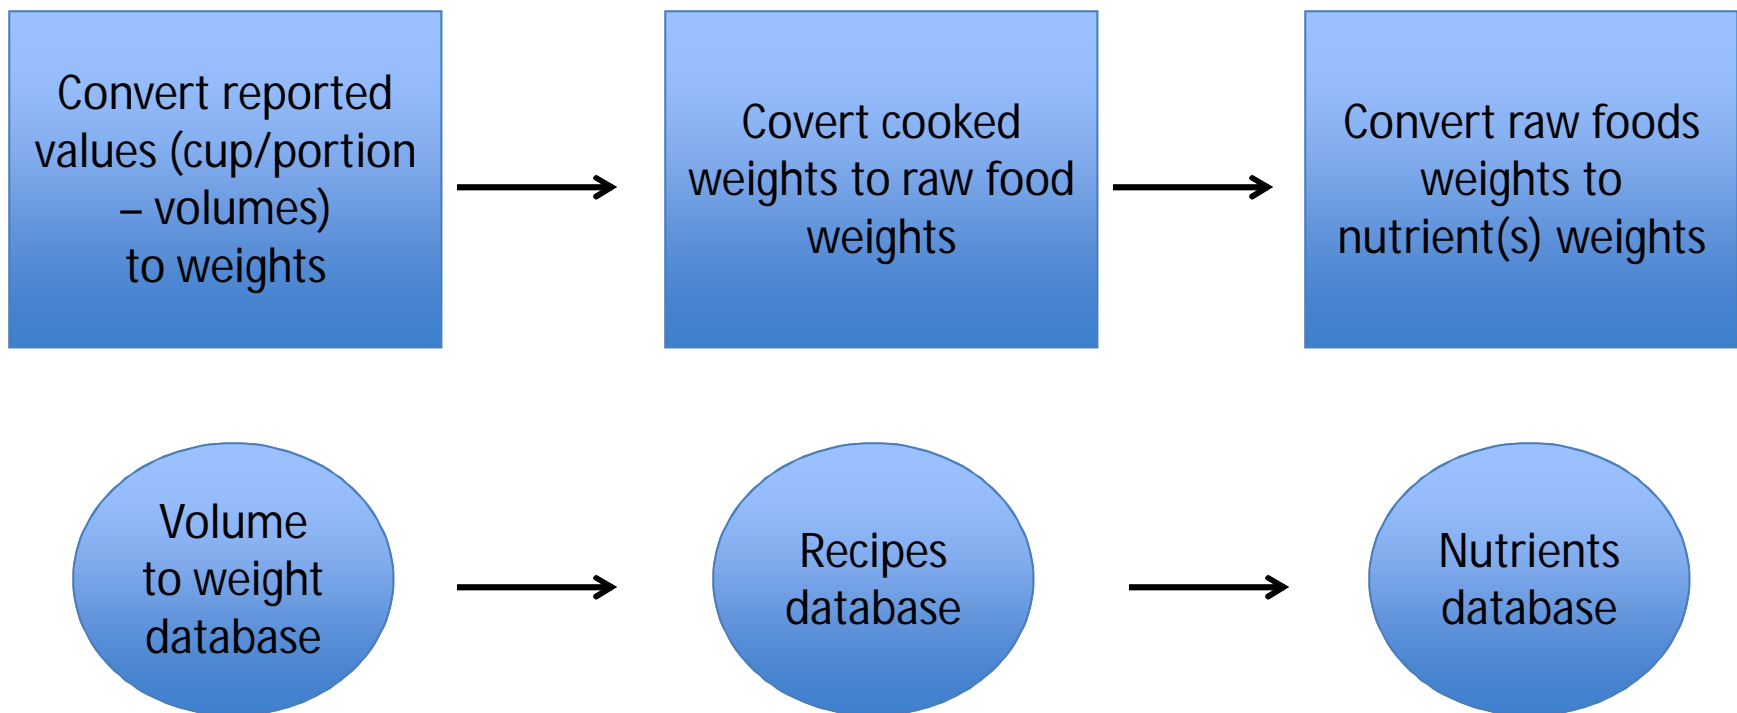 Convert reported
values (cup/portion
– volumes)
to weights
Covert cooked
weights to raw food
weights
Convert raw foods
weights to
nutrient(s) weights
Volume
to weight
database
Recipes
database
Nutrients
database